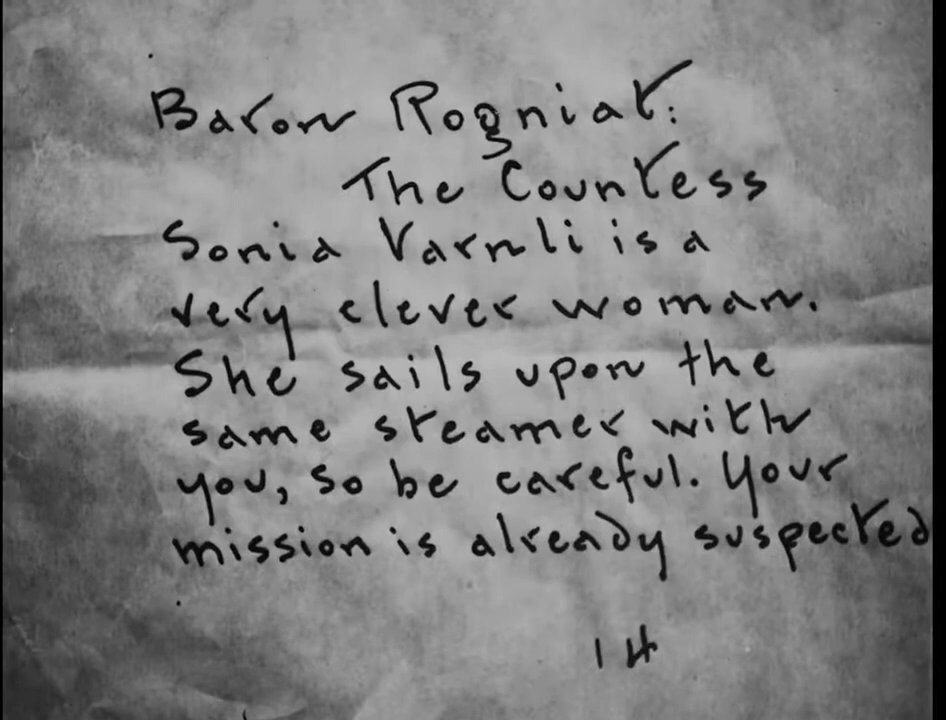 Baron Rogniat:
The Countess
Sonia Varnli is a
very clever woman.
She sails upon the
same steamer with
you, so be careful. Your
mission is already suspected
14